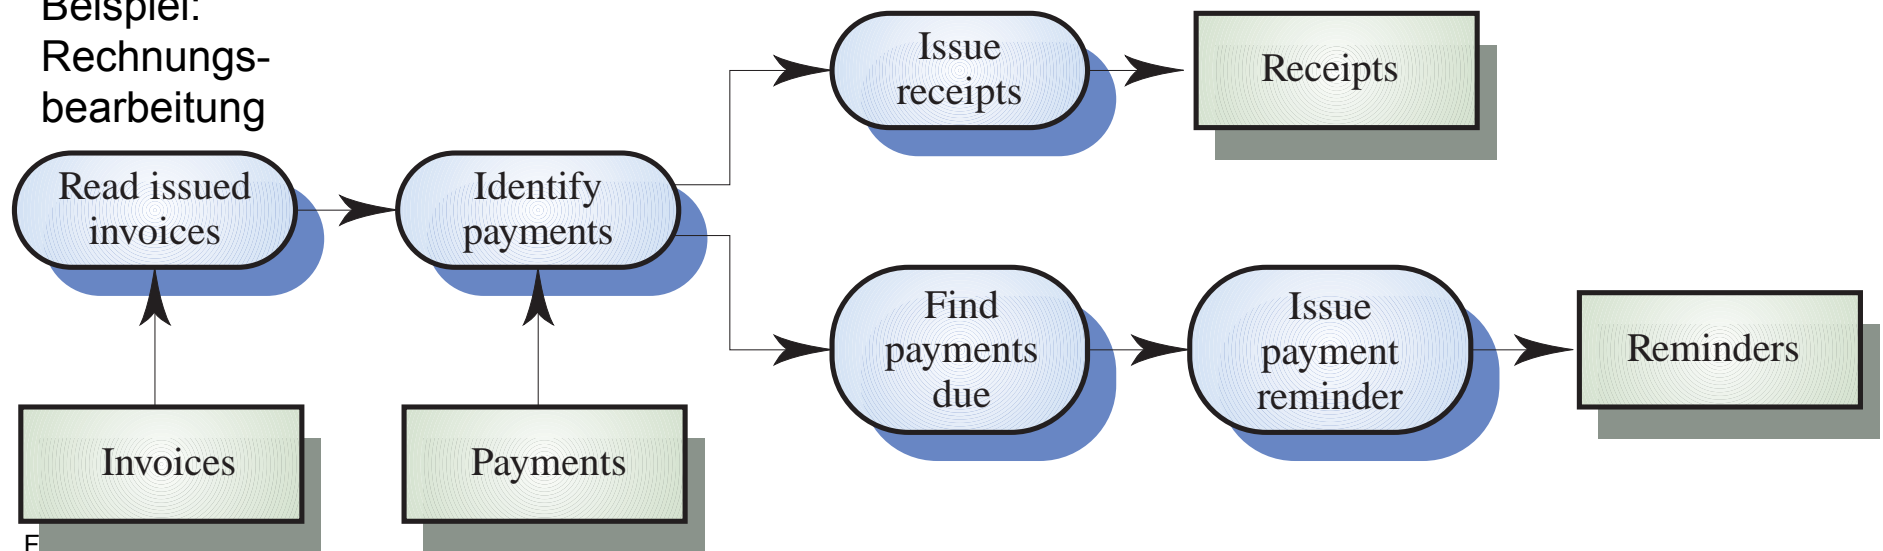 Beispiel:
Rechnungs-
bearbeitung
Issue
receipts
Receipts
Read issued
invoices
Identify
payments
Find
payments
due
Issue
payment
reminder
Reminders
Invoices
Payments